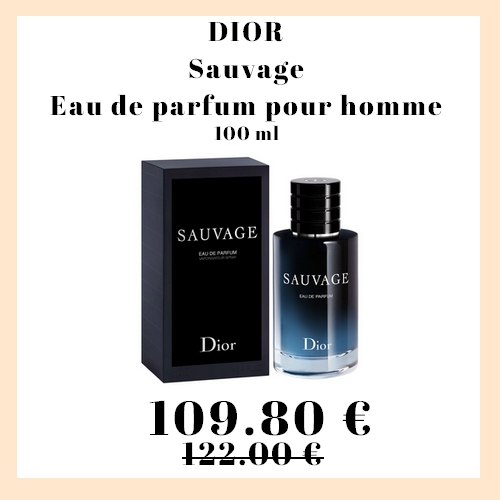 DIOR
Sauvage
Eau de parfum pour homme
100 ml
SAUVAGE
EAU DE PARFUM
Dior
SAUVAGE
EAU DE PARFUM
Dior
109.80 €
122.00 €